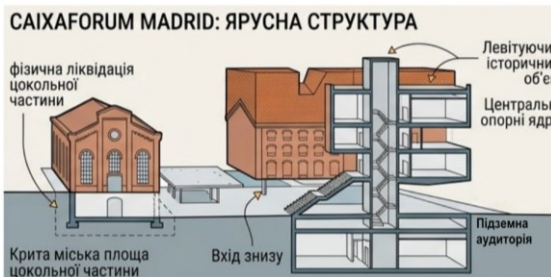 CAIXAFORUM MADRID: ЯРУСНА СТРУКТУРА
фізична ліквідація
цокольної
частини
Левітуючи
історични
об'є
Центральн
опорні ядр
Крита міська площа
цокольної частини
Вхід знизу
Підземна
аудиторія